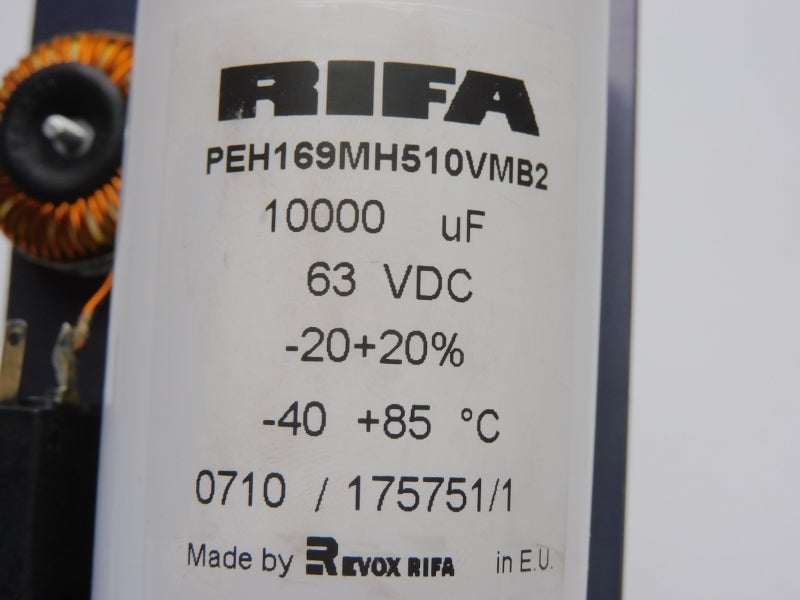 RIFA
PEH169MH510VMB2
10000 uF
63 VDC
-20+20%
-40 +85 °C
0710 / 175751/1
Made by REVOX RIFA in E.U.